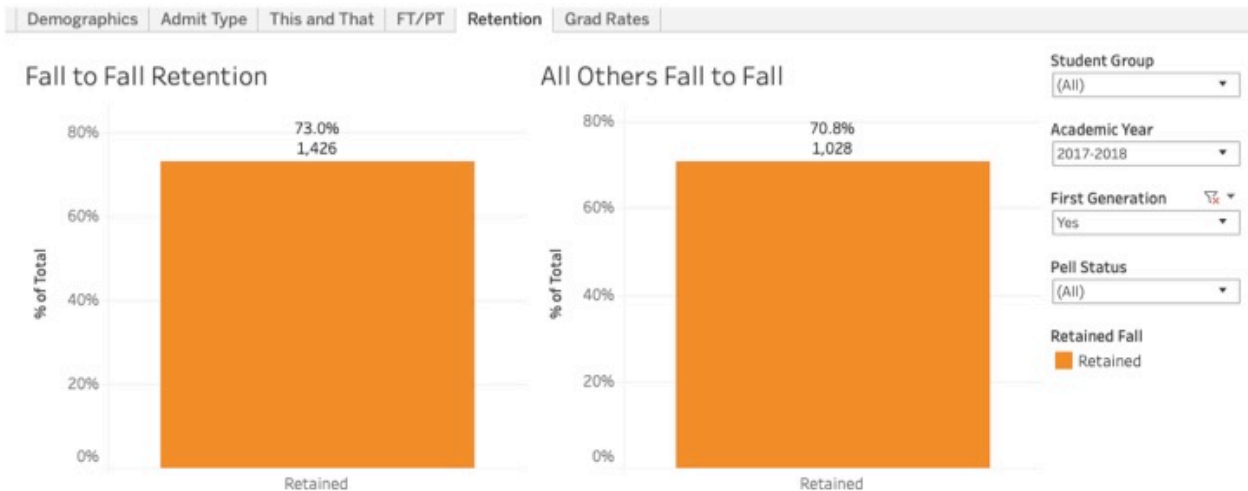 Demographics Admit Type This and That FT/PT Retention Grad Rates
Fall to Fall Retention
80%
60%
40%
20%
0%
% of Total
73.0%
1,426
Retained
All Others Fall to Fall
80%
60%
40%
20%
0%
% of Total
70.8%
1,028
Retained
Student Group
(All)
Academic Year
2017-2018
First Generation
Yes
Pell Status
(All)
Retained Fall
Retained